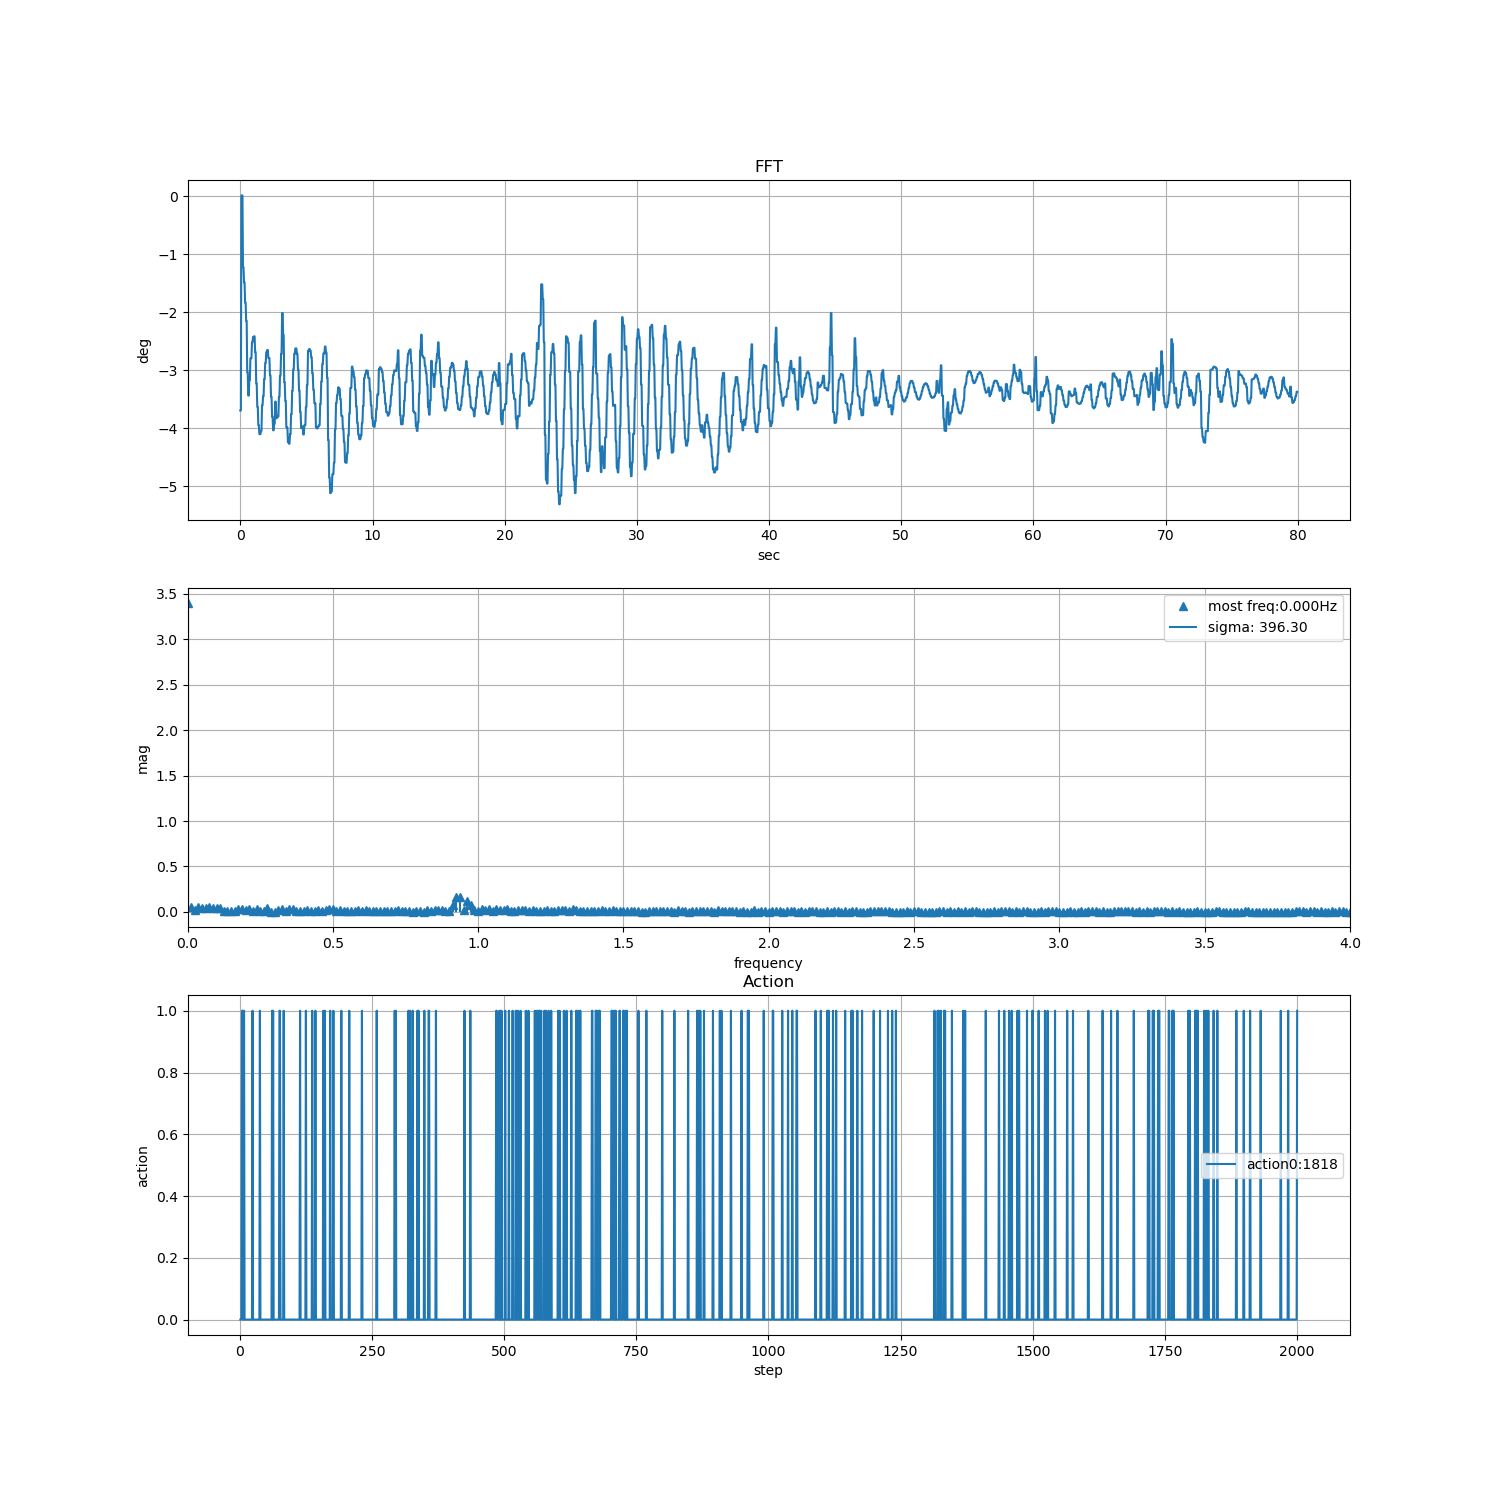 FFT
0
−1
−2
−3
−4
−5
deg
0 10 20 30 40 50 60 70 80
sec
3.5
3.0
2.5
2.0
1.5
1.0
0.5
0.0
mag
most freq:0.000Hz
sigma: 396.30
0.0 0.5 1.0 1.5 2.0 2.5 3.0 3.5 4.0
frequency
Action
1.0
0.8
0.6
0.4
0.2
0.0
action
action0:1818
0 250 500 750 1000 1250 1500 1750 2000
step